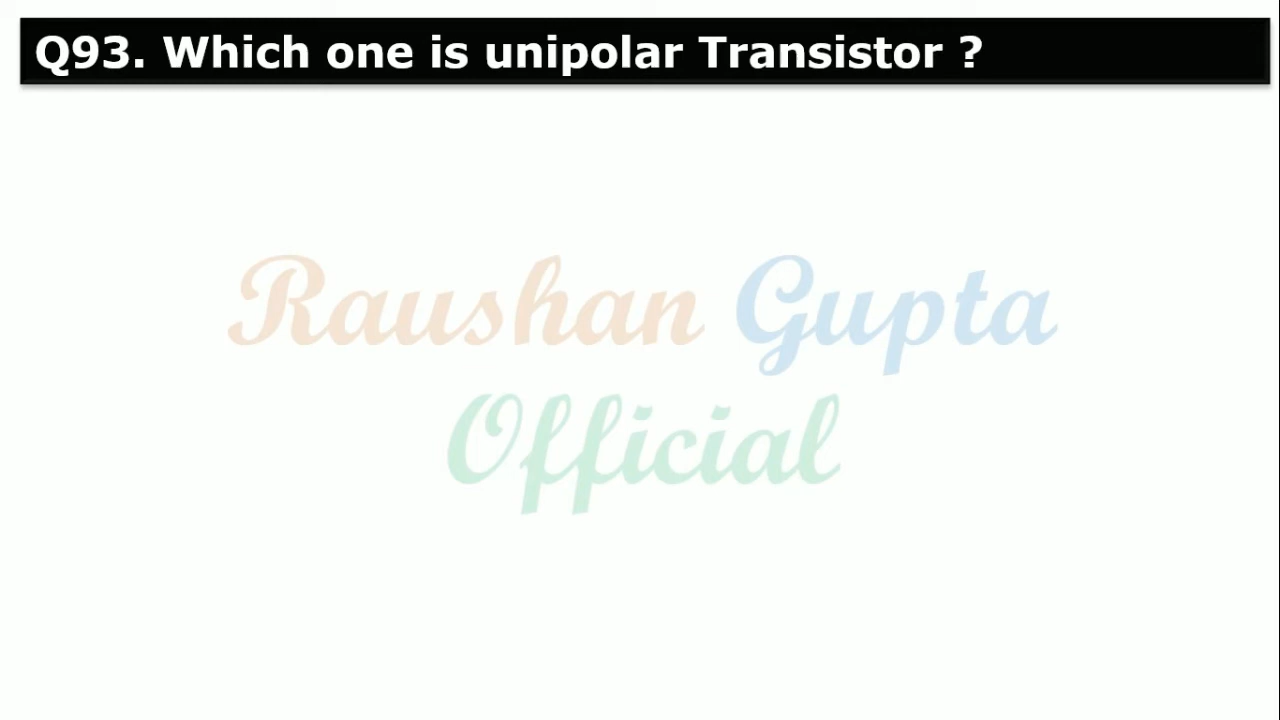 Q93. Which one is unipolar Transistor ?
Raushan Gupta
Official